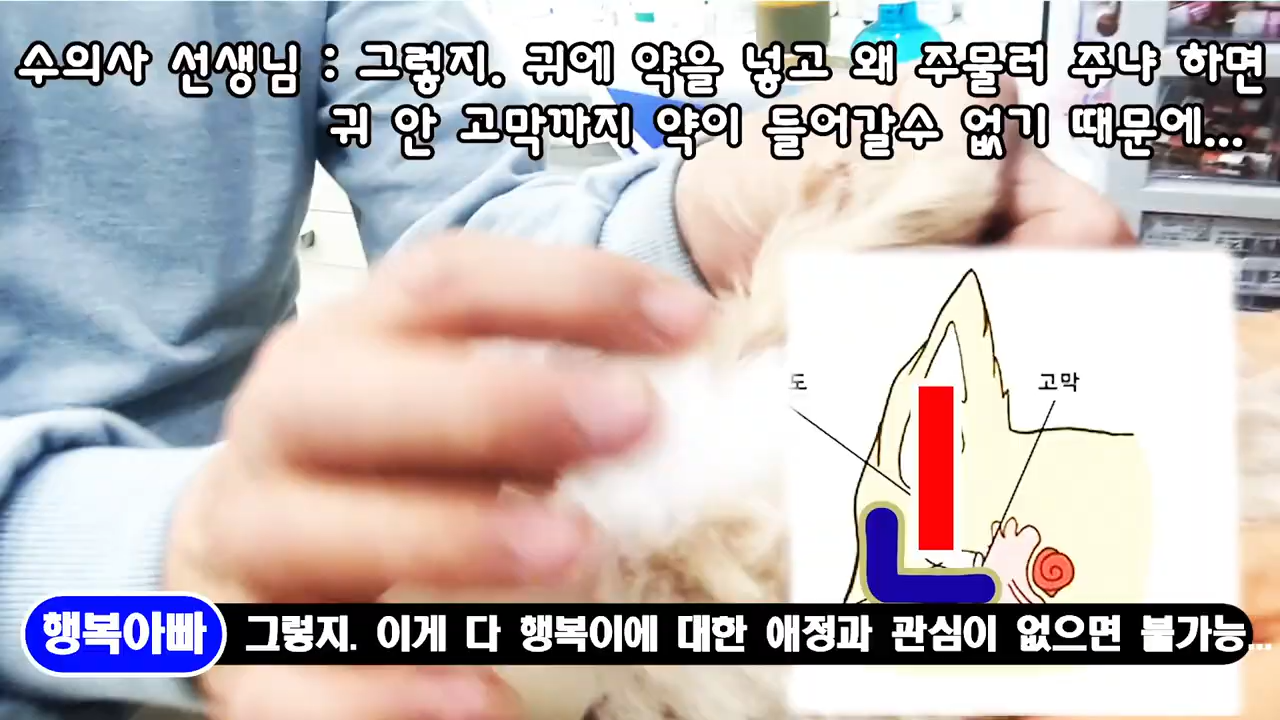 수의사 선생님 : 그렇지. 귀에 약을 넣고 왜 주물러 주냐 하면
귀 안 고막까지 약이 들어갈수 없기 때문에...
도
고막
행복아빠
그렇지. 이게 다 행복이에 대한 애정과 관심이 없으면 불가능...